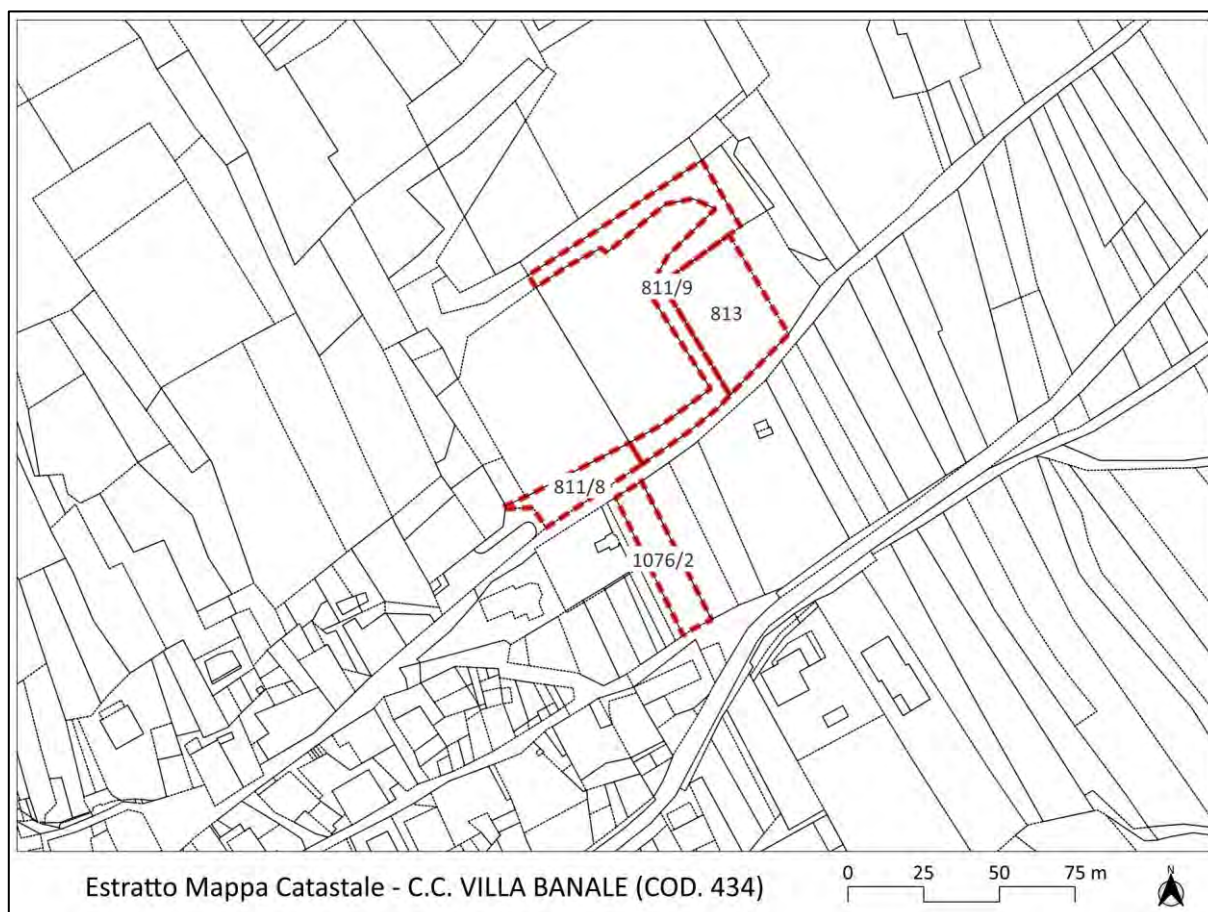 811/9
813
811/8
1076/2
Estratto Mappa Catastale - C.C. VILLA BANALE (COD. 434)
0 25 50 75 m
N